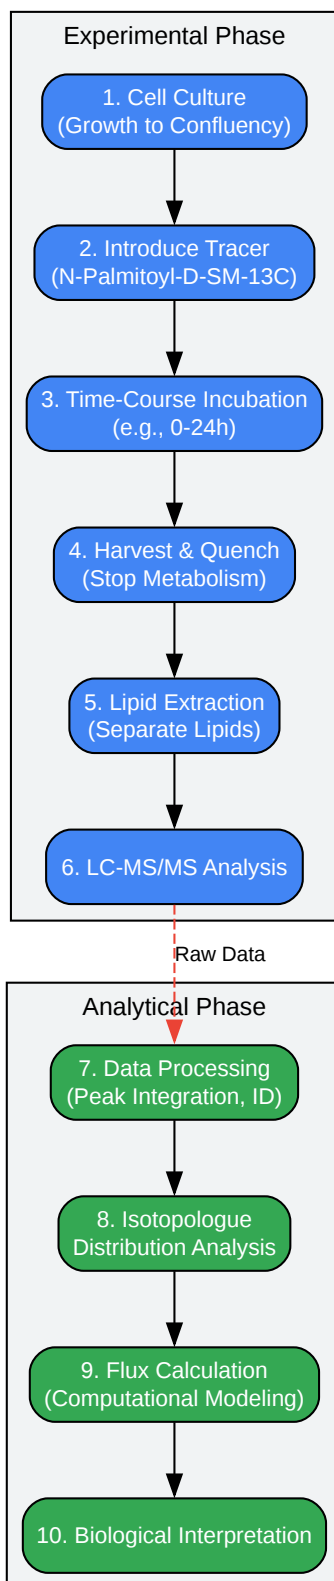 Experimental Phase
1. Cell Culture
(Growth to Confluency)
2. Introduce Tracer
(N-Palmitoyl-D-SM-13C)
3. Time-Course Incubation
(e.g., 0-24h)
4. Harvest & Quench
(Stop Metabolism)
5. Lipid Extraction
(Separate Lipids)
6. LC-MS/MS Analysis
Raw Data
Analytical Phase
7. Data Processing
(Peak Integration, ID)
8. Isotopologue
Distribution Analysis
9. Flux Calculation
(Computational Modeling)
10. Biological Interpretation